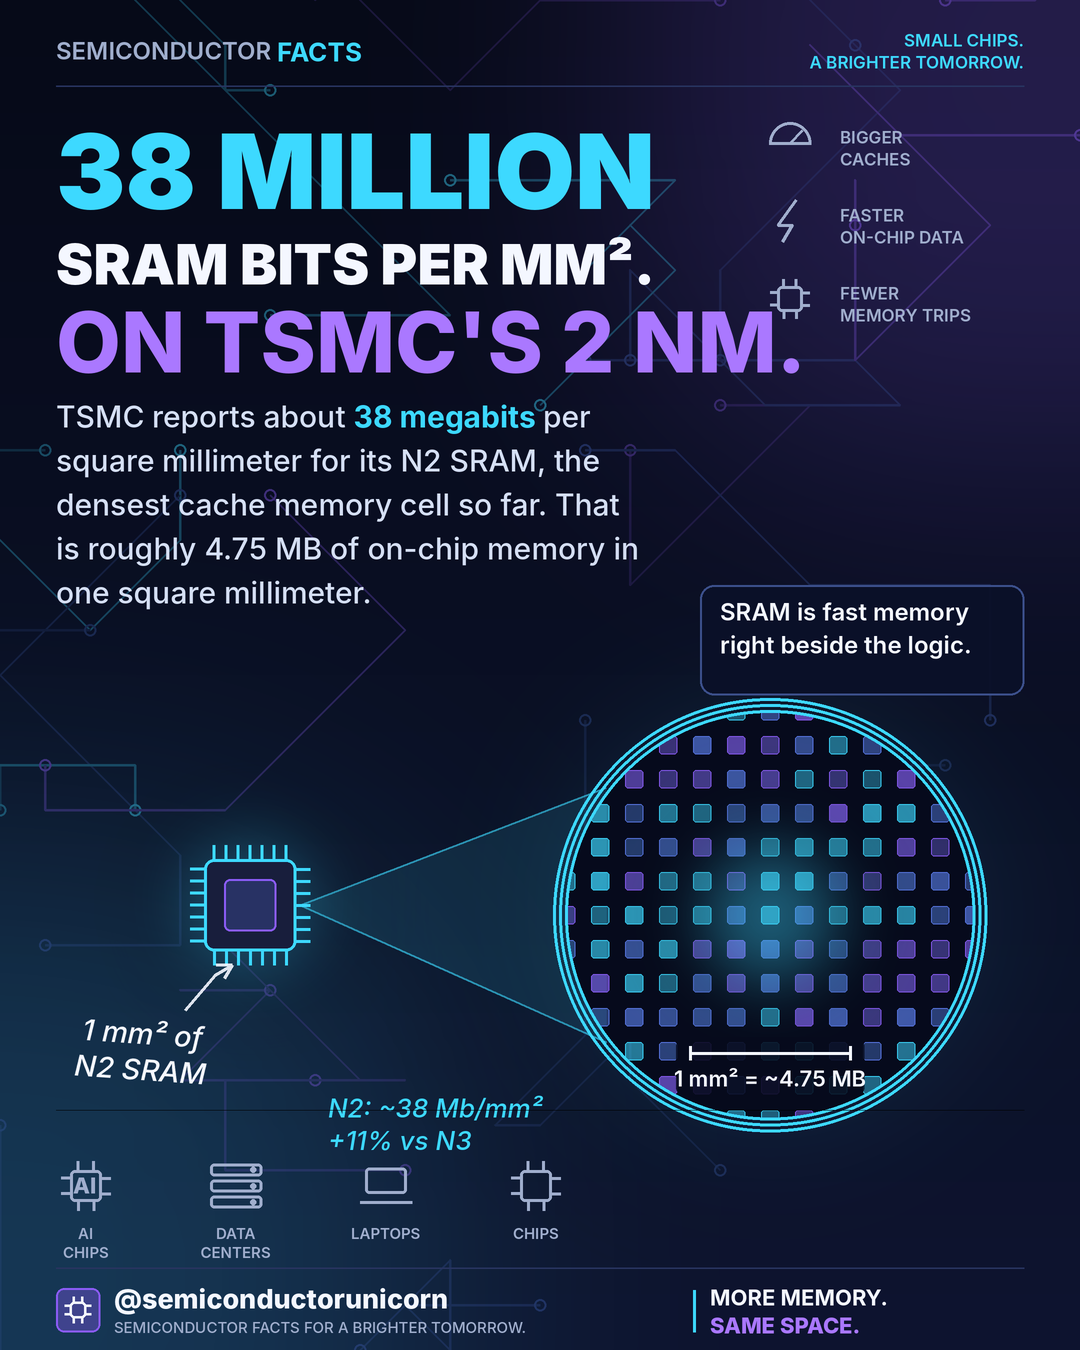 SEMICONDUCTOR FACTS
SMALL CHIPS.
A BRIGHTER TOMORROW.
38 MILLION
SRAM BITS PER MM².
ON TSMC'S 2 NM.
BIGGER
CACHES
FASTER
ON-CHIP DATA
FEWER
MEMORY TRIPS
TSMC reports about 38 megabits per
square millimeter for its N2 SRAM, the
densest cache memory cell so far. That
is roughly 4.75 MB of on-chip memory in
one square millimeter.
SRAM is fast memory
right beside the logic.
1 mm² of
N2 SRAM
1 mm² = ~4.75 MB
N2: ~38 Mb/mm²
+11% vs N3
AI
AI
CHIPS
DATA
CENTERS
LAPTOPS
CHIPS
@semiconductorunicorn
SEMICONDUCTOR FACTS FOR A BRIGHTER TOMORROW.
MORE MEMORY.
SAME SPACE.